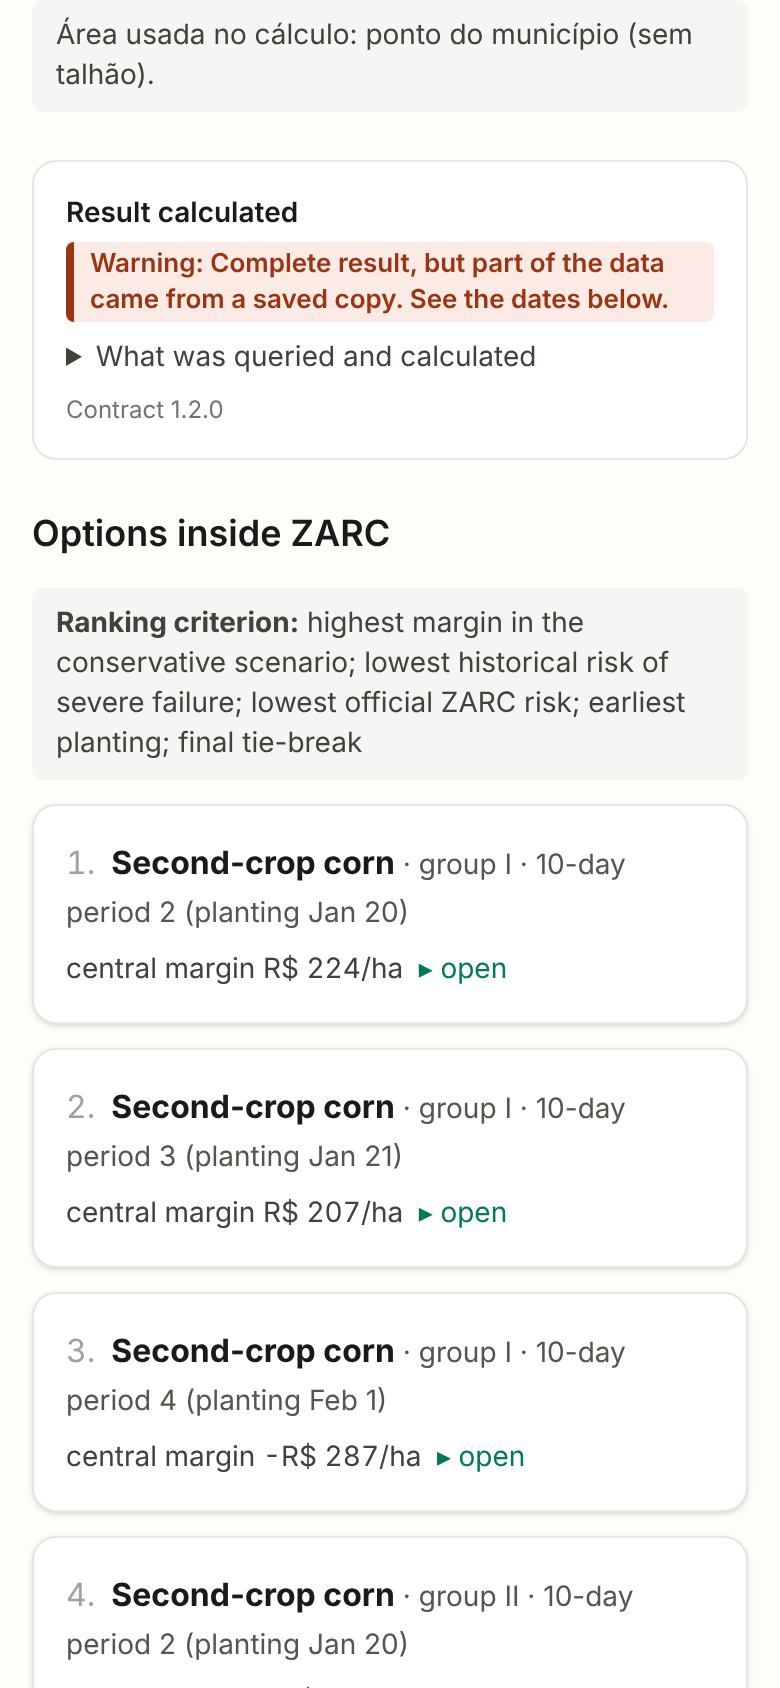 Área usada no cálculo: ponto do município (sem
talhão).
Result calculated
Warning: Complete result, but part of the data
came from a saved copy. See the dates below.
▶ What was queried and calculated
Contract 1.2.0
Options inside ZARC
Ranking criterion: highest margin in the
conservative scenario; lowest historical risk of
severe failure; lowest official ZARC risk; earliest
planting; final tie-break
1. Second-crop corn · group I · 10-day
period 2 (planting Jan 20)
central margin R$ 224/ha ▸ open
2. Second-crop corn · group I · 10-day
period 3 (planting Jan 21)
central margin R$ 207/ha ▸ open
3. Second-crop corn · group I · 10-day
period 4 (planting Feb 1)
central margin -R$ 287/ha ▸ open
4. Second-crop corn · group II · 10-day
period 2 (planting Jan 20)